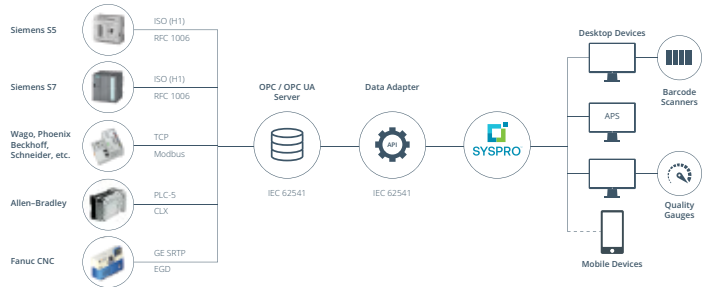 Siemens S5
ISO (H1)
RFC 1006
Siemens S7
ISO (H1)
RFC 1006
Wago, Phoenix
Beckhoff,
Schneider, etc.
TCP
Modbus
Allen–Bradley
PLC-5
CLX
Fanuc CNC
GE SRTP
EGD
OPC / OPC UA
Server
IEC 62541
Data Adapter
API
IEC 62541
SYSPRO
Desktop Devices
Barcode
Scanners
APS
Quality
Gauges
Mobile Devices